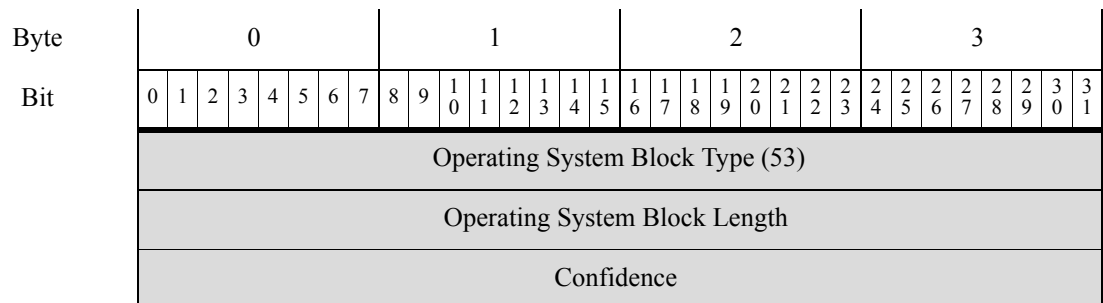 Byte 0 1 2 3
Bit 0 1 2 3 4 5 6 7 8 9 10 11 12 13 14 15 16 17 18 19 20 21 22 23 24 25 26 27 28 29 30 31
Operating System Block Type (53)
Operating System Block Length
Confidence